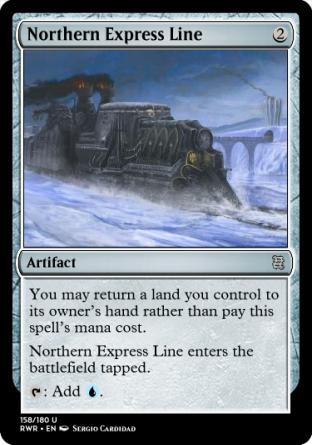 Northern Express Line 2
Artifact
You may return a land you control to
its owner's hand rather than pay this
spell's mana cost.
Northern Express Line enters the
battlefield tapped.
: Add .
158/180 U
RWR • EN SERGIO CARDIDAD